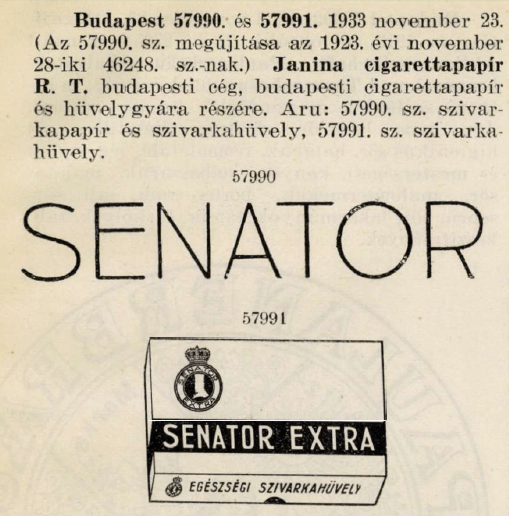 Budapest 57990. és 57991. 1933 november 23.
(Az 57990. sz. megújítása az 1923. évi november
28-iki 46248. sz.-nak.) Janina cigarettapapír
R. T. budapesti cég, budapesti cigarettapapír
és hüvelygyára részére. Áru: 57990. sz. szivar-
kapapír és szivarkahüvely, 57991. sz. szivarka-
hüvely.
57990
SENATOR
57991
SENATOR
EXTRA
SENATOR EXTRA
EGÉSZSÉGI SZIVARKAHÜVELY